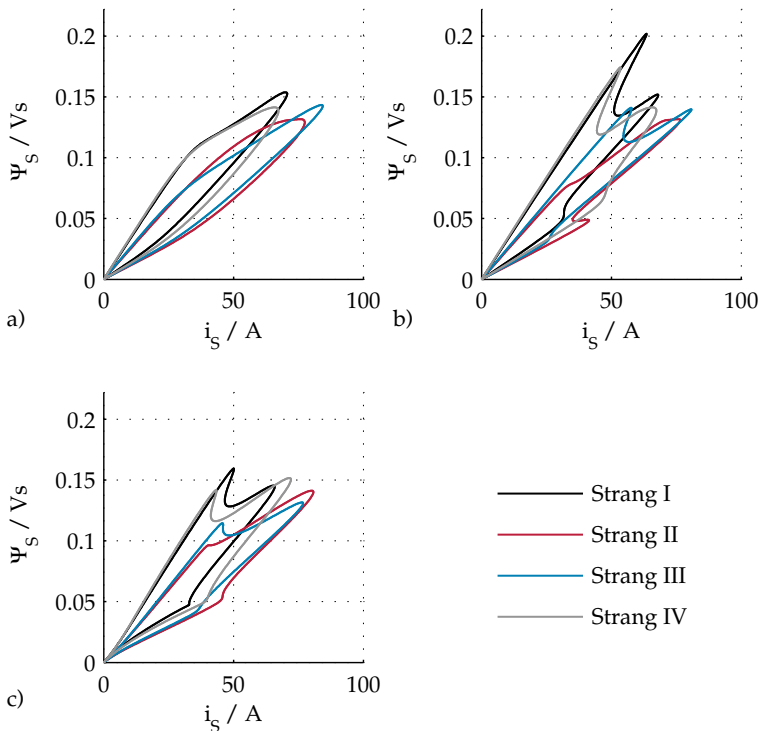 0.2
0.15
0.1
0.05
0
Ψ_S / Vs
0
50
100
i_S / A
a)
0.2
0.15
0.1
0.05
0
Ψ_S / Vs
0
50
100
i_S / A
b)
0.2
0.15
0.1
0.05
0
Ψ_S / Vs
0
50
100
i_S / A
c)
Strang I
Strang II
Strang III
Strang IV